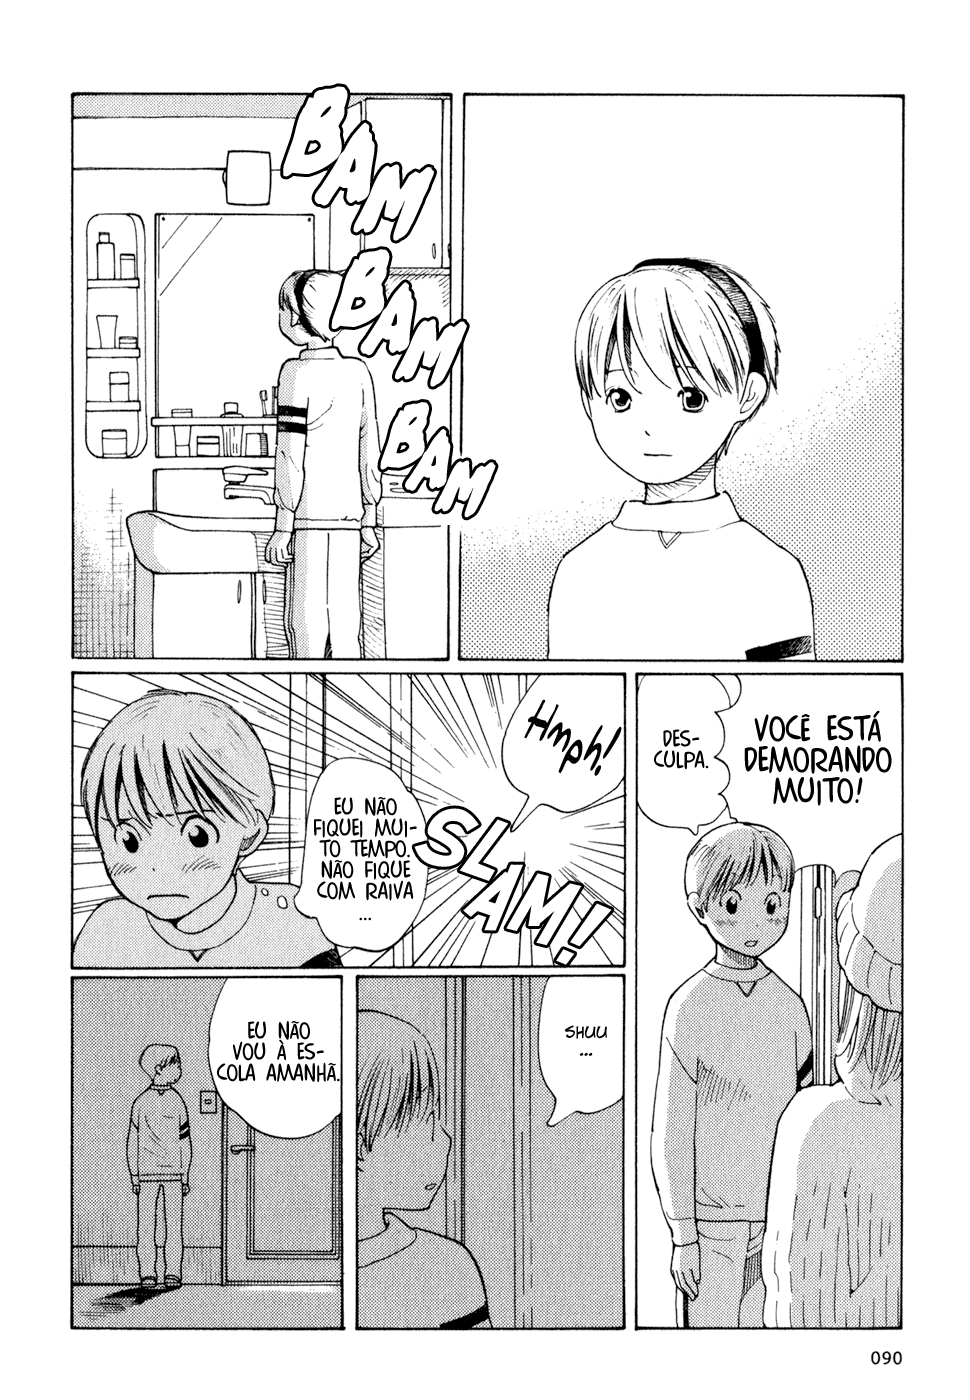 BAM
BAM
BAM
VOCÊ ESTÁ
DEMORANDO
MUITO!
DES-
CULPA.
Hmph!
SLAM!
EU NÃO
FIQUEI MUI-
TO TEMPO.
NÃO FIQUE
COM RAIVA
...
SHUU
...
EU NÃO
VOU À ES-
COLA AMANHÃ.
090